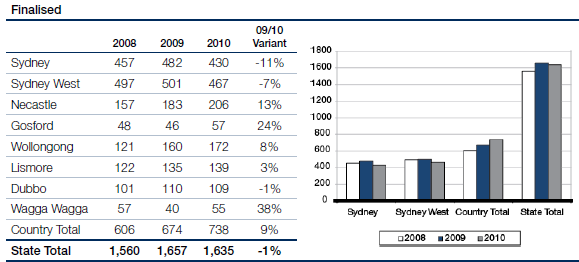 Finalised
09/10
2008 2009 2010 Variant
Sydney 457 482 430 -11%
Sydney West 497 501 467 -7%
Necastle 157 183 206 13%
Gosford 48 46 57 24%
Wollongong 121 160 172 8%
Lismore 122 135 139 3%
Dubbo 101 110 109 -1%
Wagga Wagga 57 40 55 38%
Country Total 606 674 738 9%
State Total 1,560 1,657 1,635 -1%
1800
1600
1400
1200
1000
800
600
400
200
0
Sydney Sydney West Country Total State Total
2008 2009 2010